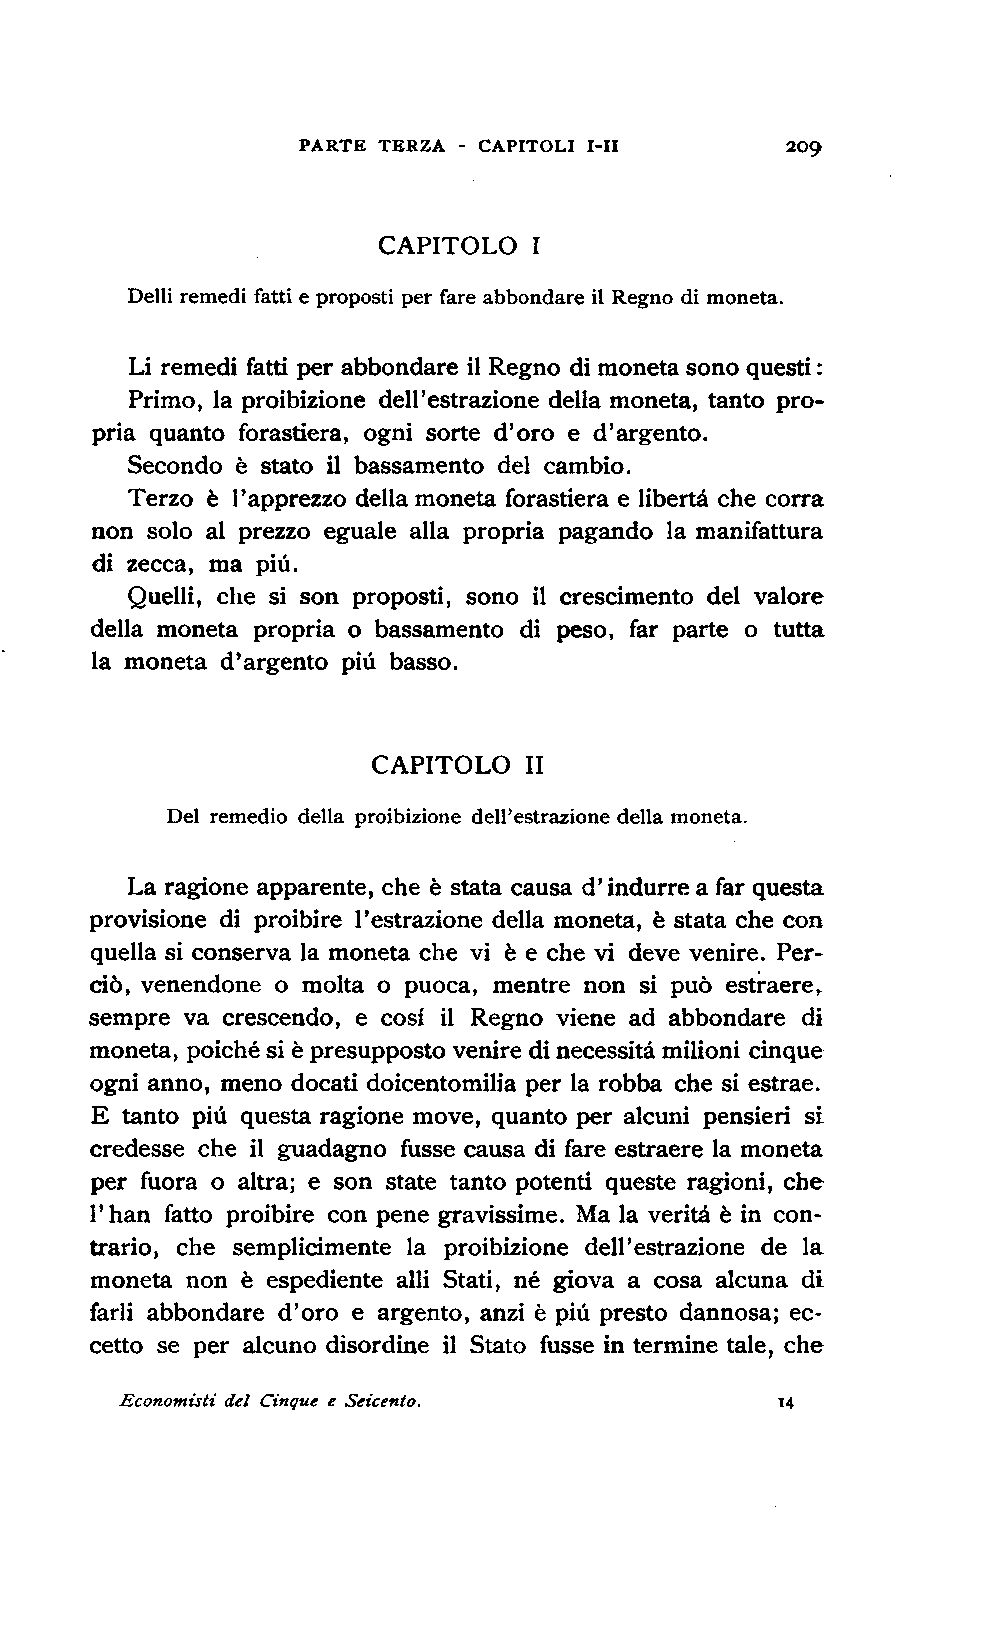 PARTE TERZA - CAPITOLI I-II 209
CAPITOLO I
Delli remedi fatti e proposti per fare abbondare il Regno di moneta.
Li remedi fatti per abbondare il Regno di moneta sono questi:
Primo, la proibizione dell'estrazione della moneta, tanto pro-
pria quanto forastiera, ogni sorte d'oro e d'argento.
Secondo è stato il bassamento del cambio.
Terzo è l'apprezzo della moneta forastiera e libertá che corra
non solo al prezzo eguale alla propria pagando la manifattura
di zecca, ma piú.
Quelli, che si son proposti, sono il crescimento del valore
della moneta propria o bassamento di peso, far parte o tutta
la moneta d'argento piú basso.
CAPITOLO II
Del remedio della proibizione dell'estrazione della moneta.
La ragione apparente, che è stata causa d'indurre a far questa
provisione di proibire l'estrazione della moneta, è stata che con
quella si conserva la moneta che vi è e che vi deve venire. Per-
ciò, venendone o molta o puoca, mentre non si può estraere,
sempre va crescendo, e cosí il Regno viene ad abbondare di
moneta, poiché si è presupposto venire di necessitá milioni cinque
ogni anno, meno docati doicentomilia per la robba che si estrae.
E tanto piú questa ragione move, quanto per alcuni pensieri si
credesse che il guadagno fusse causa di fare estraere la moneta
per fuora o altra; e son state tanto potenti queste ragioni, che
l'han fatto proibire con pene gravissime. Ma la veritá è in con-
trario, che semplicimente la proibizione dell'estrazione de la
moneta non è espediente alli Stati, né giova a cosa alcuna di
farli abbondare d'oro e argento, anzi è piú presto dannosa; ec-
cetto se per alcuno disordine il Stato fusse in termine tale, che
Economisti del Cinque e Seicento. 14